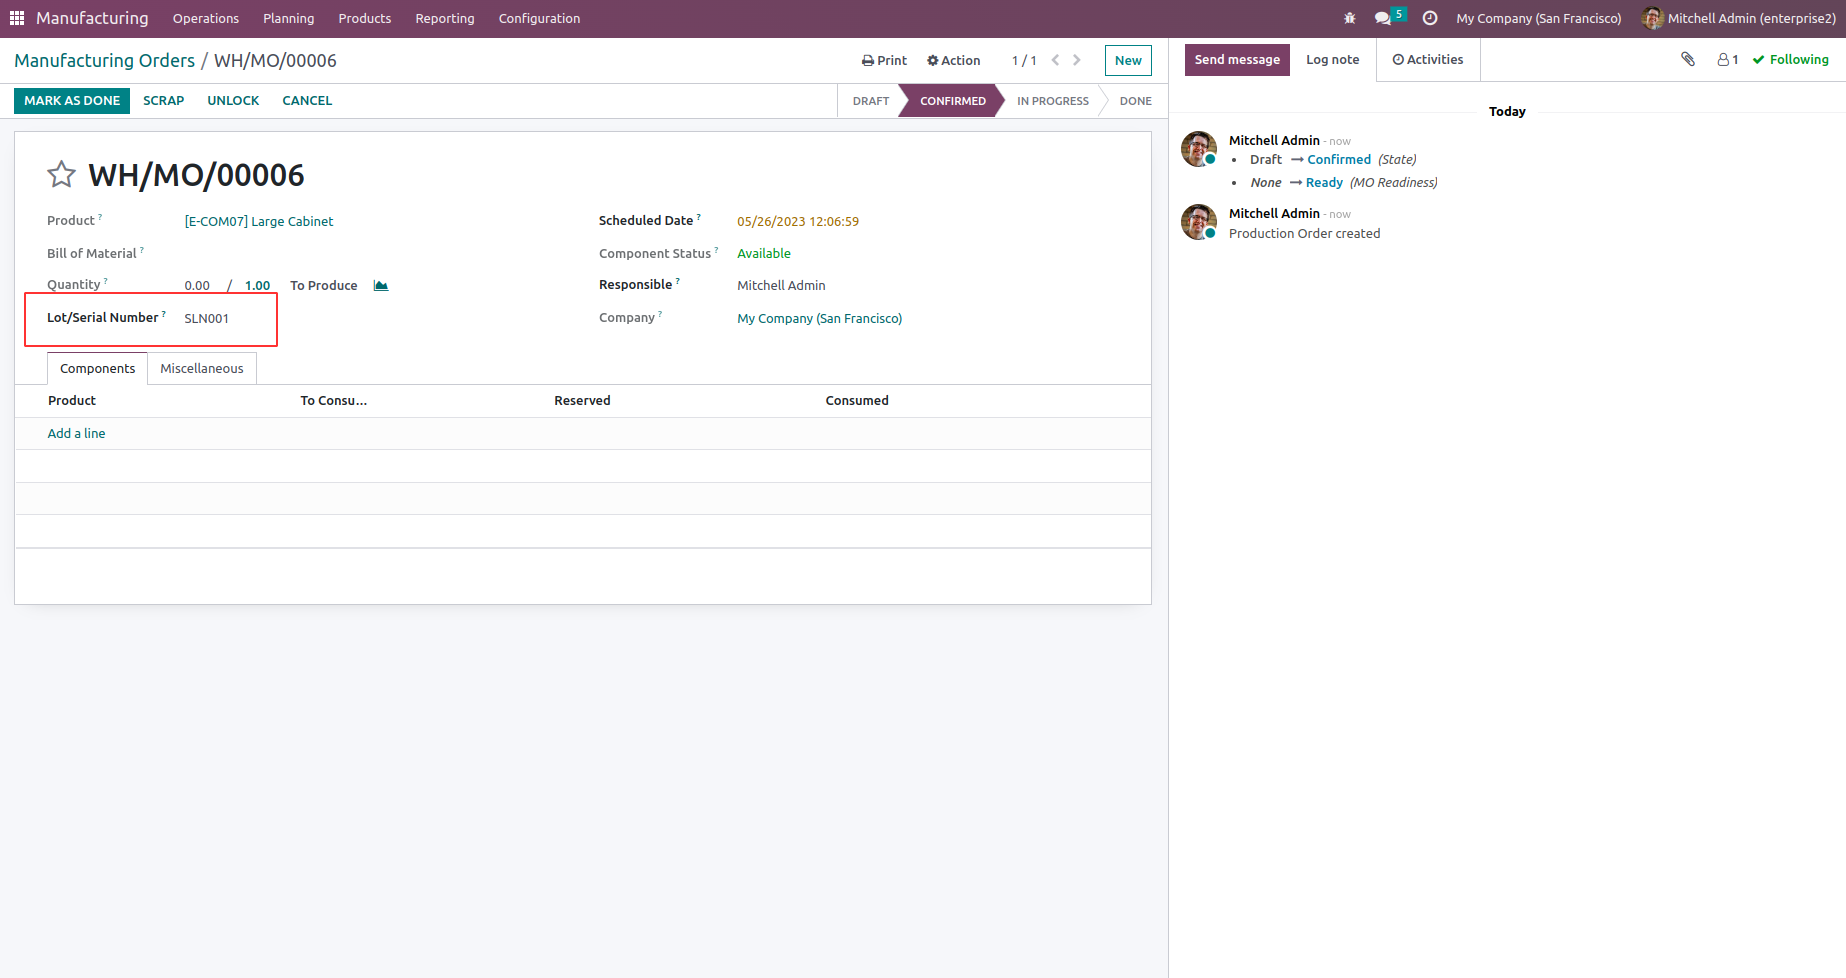 Manufacturing Operations Planning Products Reporting Configuration 5 My Company (San Francisco) Mitchell Admin (enterprise2)
Manufacturing Orders / WH/MO/00006 Print Action 1 / 1 New
MARK AS DONE SCRAP UNLOCK CANCEL DRAFT CONFIRMED IN PROGRESS DONE
WH/MO/00006
Product ? [E-COM07] Large Cabinet Scheduled Date ? 05/26/2023 12:06:59
Bill of Material ? Component Status ? Available
Quantity ? 0.00 / 1.00 To Produce Responsible ? Mitchell Admin
Lot/Serial Number ? SLN001 Company ? My Company (San Francisco)
Components Miscellaneous
Product To Consu... Reserved Consumed
Add a line
Send message Log note Activities 1 Following
Today
Mitchell Admin - now
• Draft → Confirmed (State)
• None → Ready (MO Readiness)
Mitchell Admin - now
Production Order created